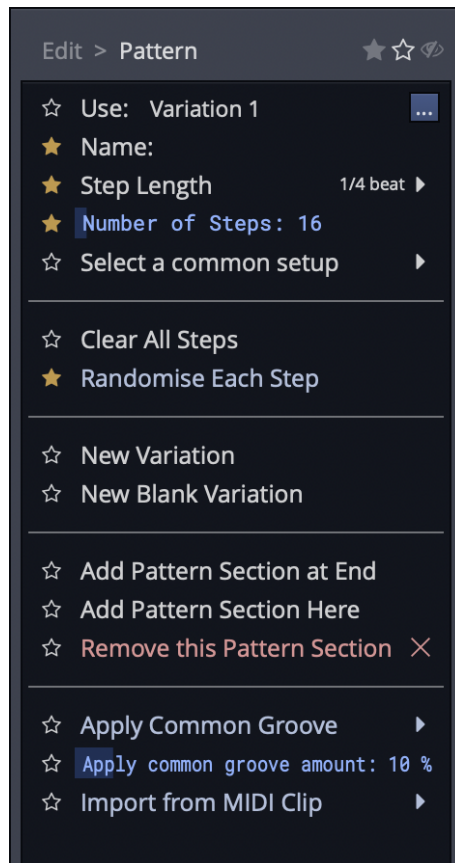 Edit > Pattern
Use: Variation 1 ...
Name:
Step Length 1/4 beat
Number of Steps: 16
Select a common setup
Clear All Steps
Randomise Each Step
New Variation
New Blank Variation
Add Pattern Section at End
Add Pattern Section Here
Remove this Pattern Section
Apply Common Groove
Apply common groove amount: 10 %
Import from MIDI Clip